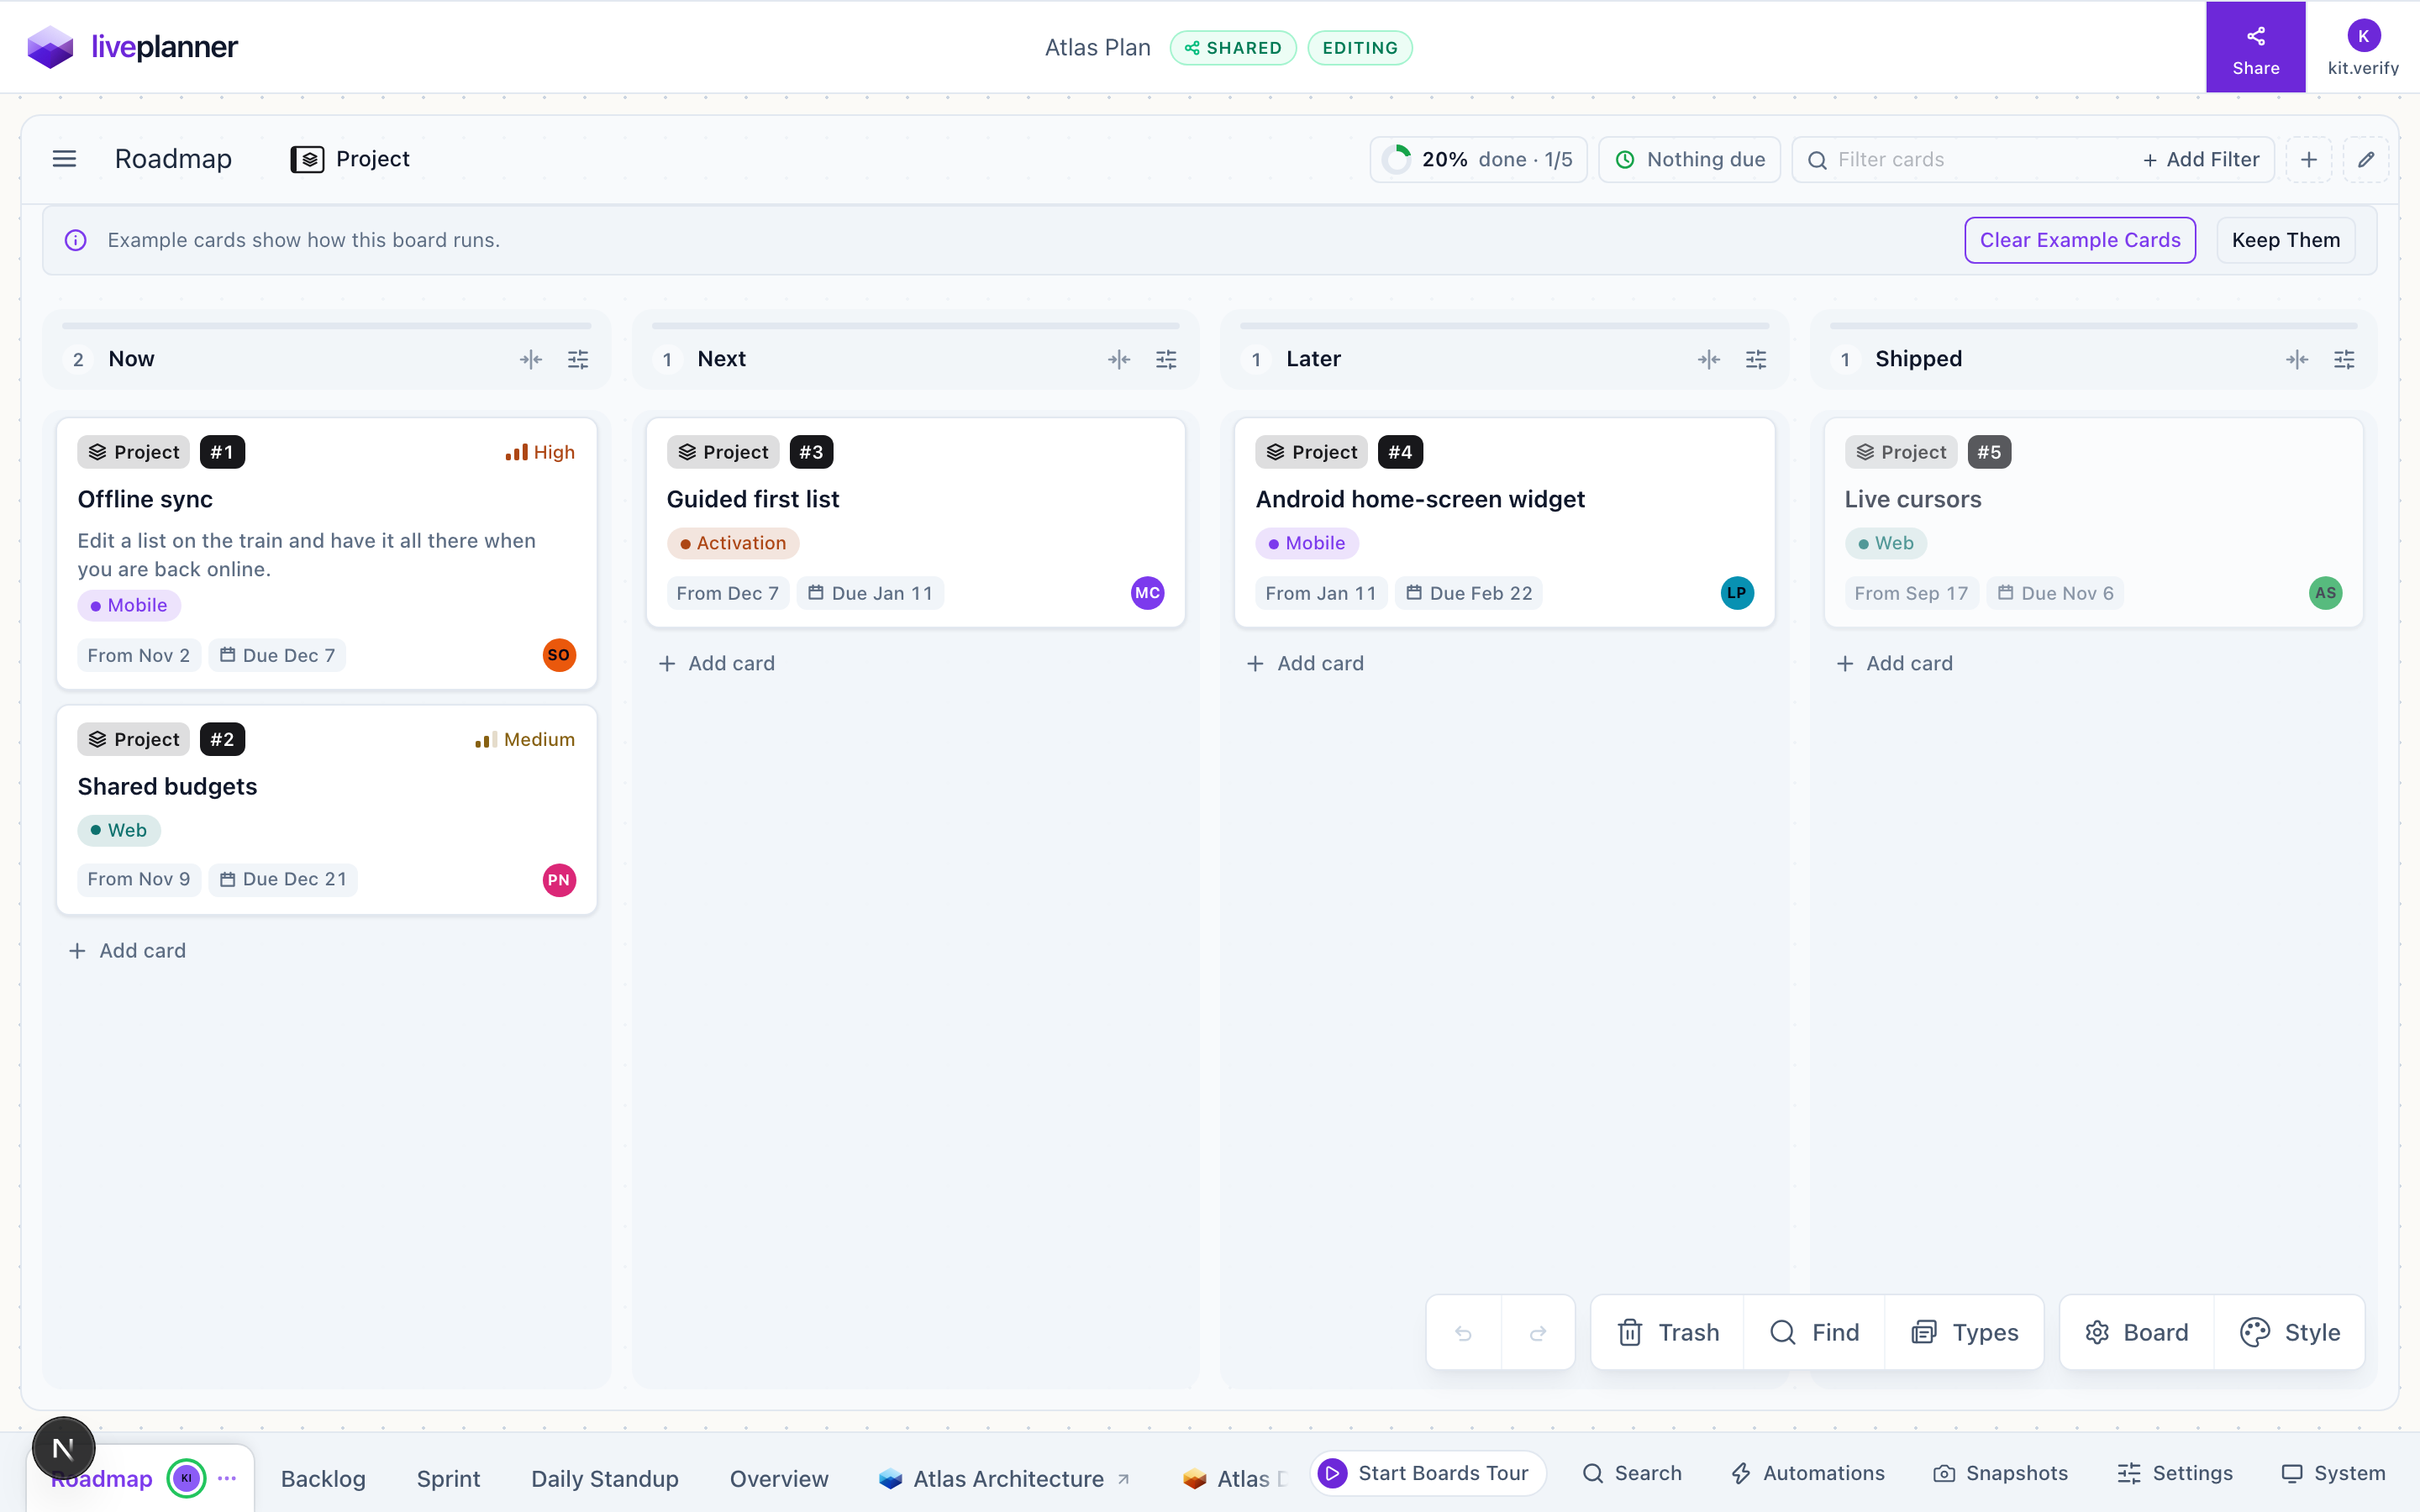 liveplanner
Atlas Plan SHARED EDITING
Share
K
kit.verify
Roadmap Project
20% done · 1/5 Nothing due Filter cards + Add Filter
Example cards show how this board runs. Clear Example Cards Keep Them
2 Now
Project #1 High
Offline sync
Edit a list on the train and have it all there when
you are back online.
Mobile
From Nov 2 Due Dec 7 SO
Project #2 Medium
Shared budgets
Web
From Nov 9 Due Dec 21 PN
+ Add card
1 Next
Project #3
Guided first list
Activation
From Dec 7 Due Jan 11 MC
+ Add card
1 Later
Project #4
Android home-screen widget
Mobile
From Jan 11 Due Feb 22 LP
+ Add card
1 Shipped
Project #5
Live cursors
Web
From Sep 17 Due Nov 6 AS
+ Add card
Trash Find Types Board Style
N
Roadmap KI ··· Backlog Sprint Daily Standup Overview Atlas Architecture Atlas Start Boards Tour Search Automations Snapshots Settings System